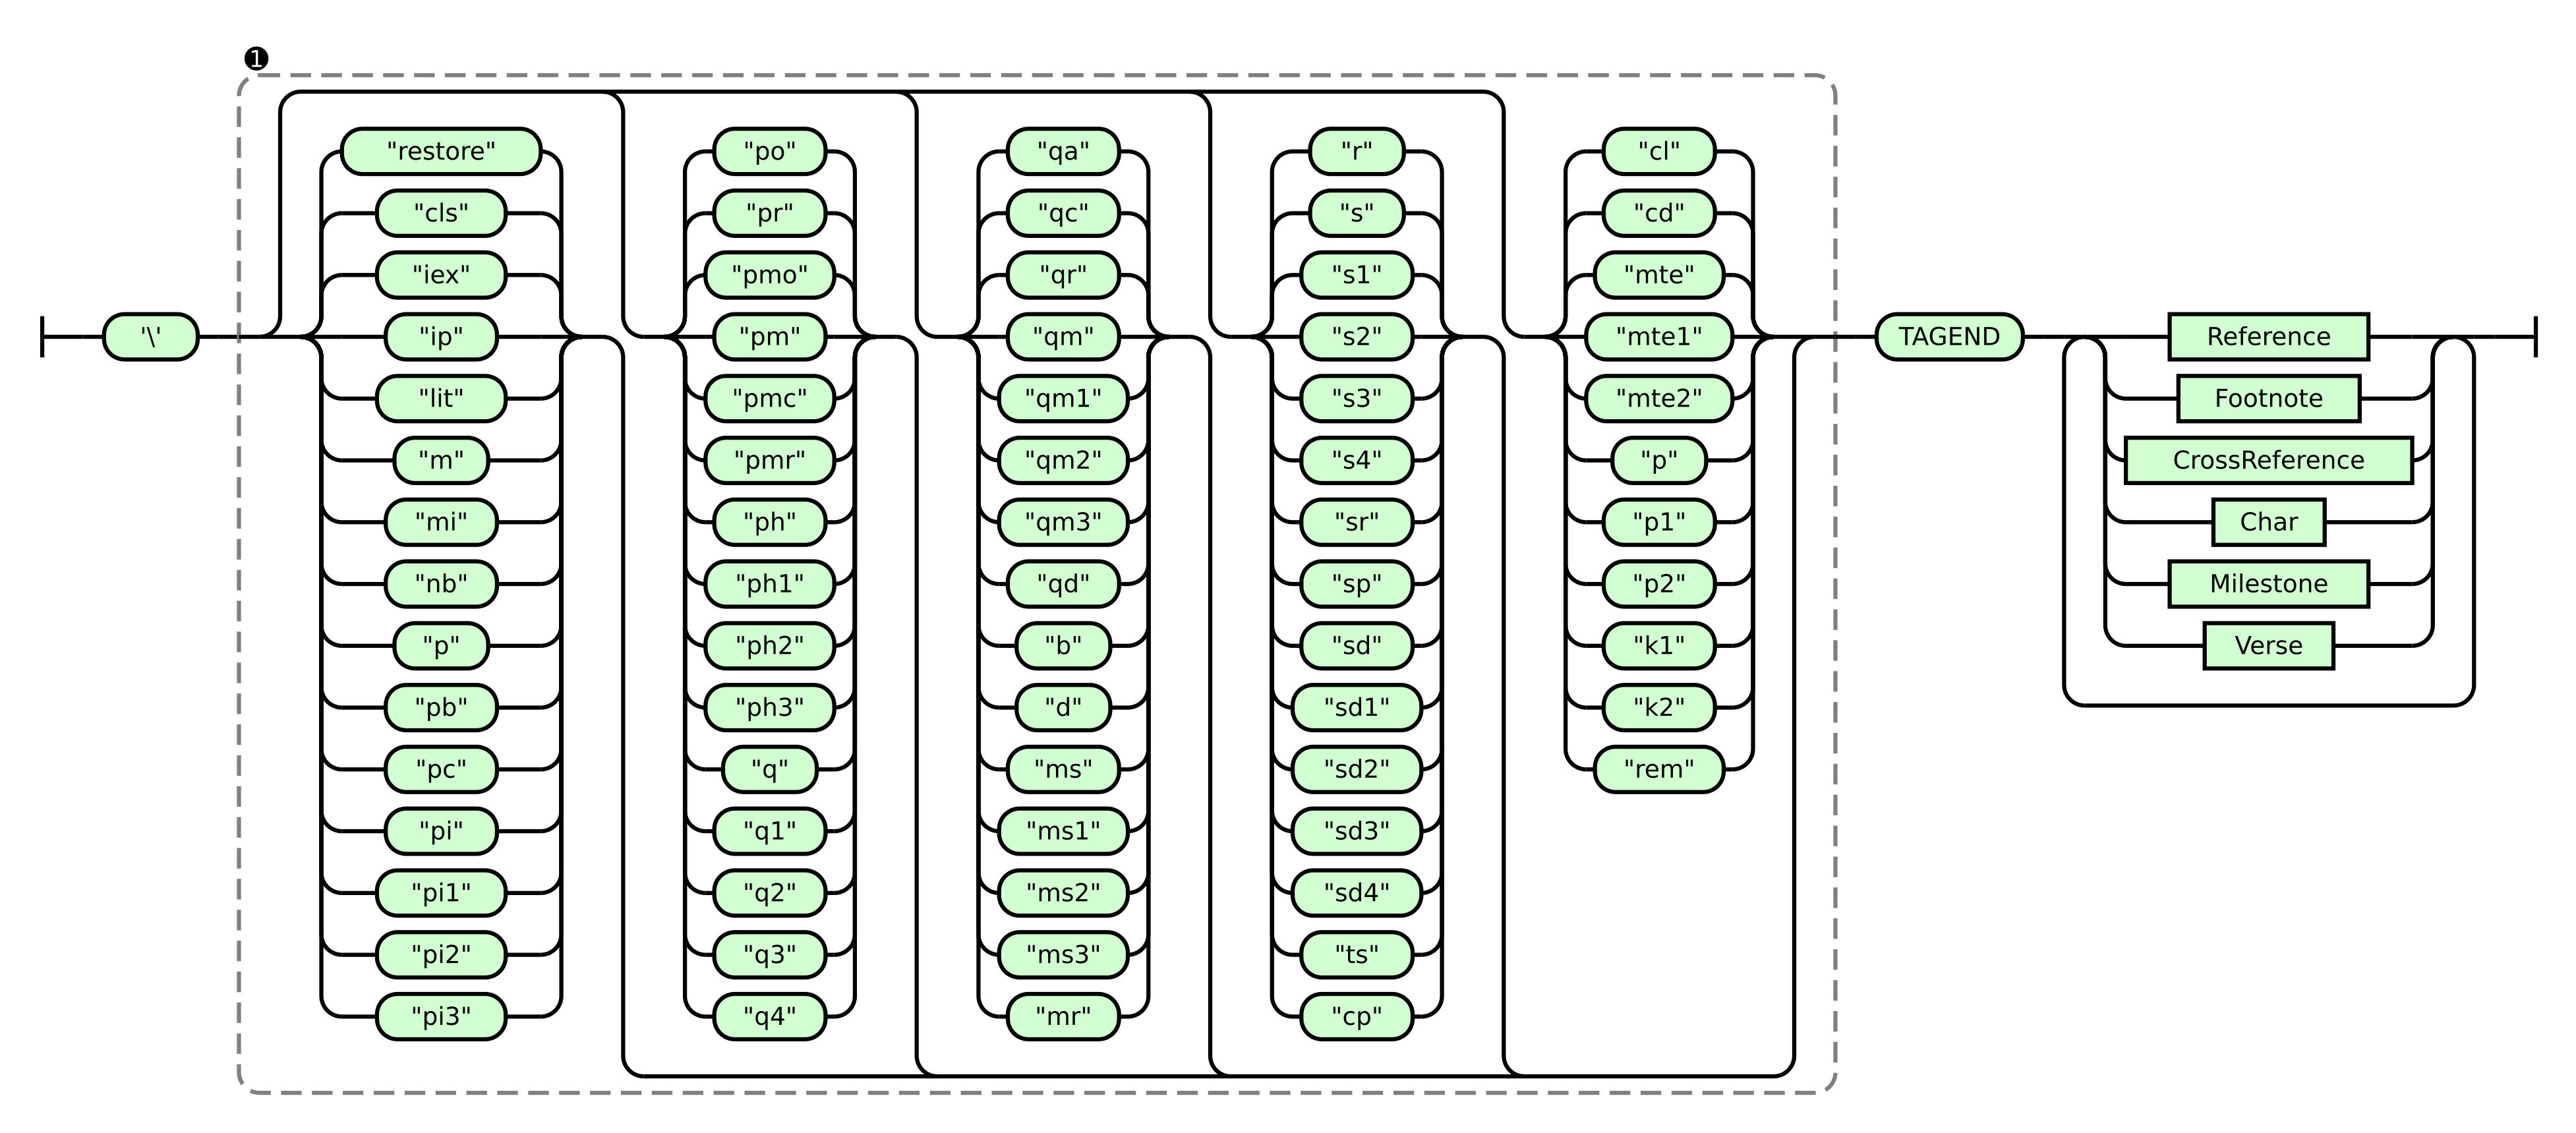 1
'\'
"restore"
"cls"
"iex"
"ip"
"lit"
"m"
"mi"
"nb"
"p"
"pb"
"pc"
"pi"
"pi1"
"pi2"
"pi3"
"po"
"pr"
"pmo"
"pm"
"pmc"
"pmr"
"ph"
"ph1"
"ph2"
"ph3"
"q"
"q1"
"q2"
"q3"
"q4"
"qa"
"qc"
"qr"
"qm"
"qm1"
"qm2"
"qm3"
"qd"
"b"
"d"
"ms"
"ms1"
"ms2"
"ms3"
"mr"
"r"
"s"
"s1"
"s2"
"s3"
"s4"
"sr"
"sp"
"sd"
"sd1"
"sd2"
"sd3"
"sd4"
"ts"
"cp"
"cl"
"cd"
"mte"
"mte1"
"mte2"
"p"
"p1"
"p2"
"k1"
"k2"
"rem"
TAGEND
Reference
Footnote
CrossReference
Char
Milestone
Verse